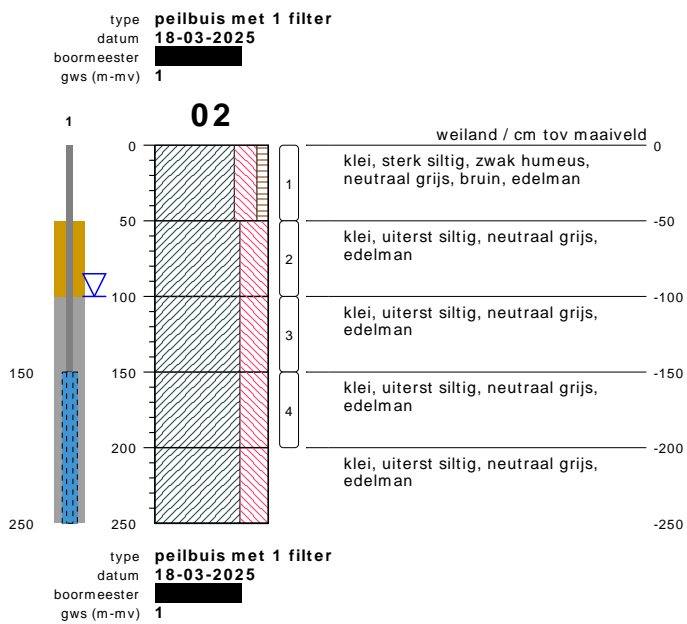 type peilbuis met 1 filter
datum 18-03-2025
boormeester
gws (m-mv) 1
1
02
weiland / cm tov maaiveld
0
0
klei, sterk siltig, zwak humeus,
neutraal grijs, bruin, edelman
1
50
-50
klei, uiterst siltig, neutraal grijs,
edelman
2
100
-100
klei, uiterst siltig, neutraal grijs,
edelman
3
150
150
-150
klei, uiterst siltig, neutraal grijs,
edelman
4
200
-200
klei, uiterst siltig, neutraal grijs,
edelman
250
250
-250
type peilbuis met 1 filter
datum 18-03-2025
boormeester
gws (m-mv) 1